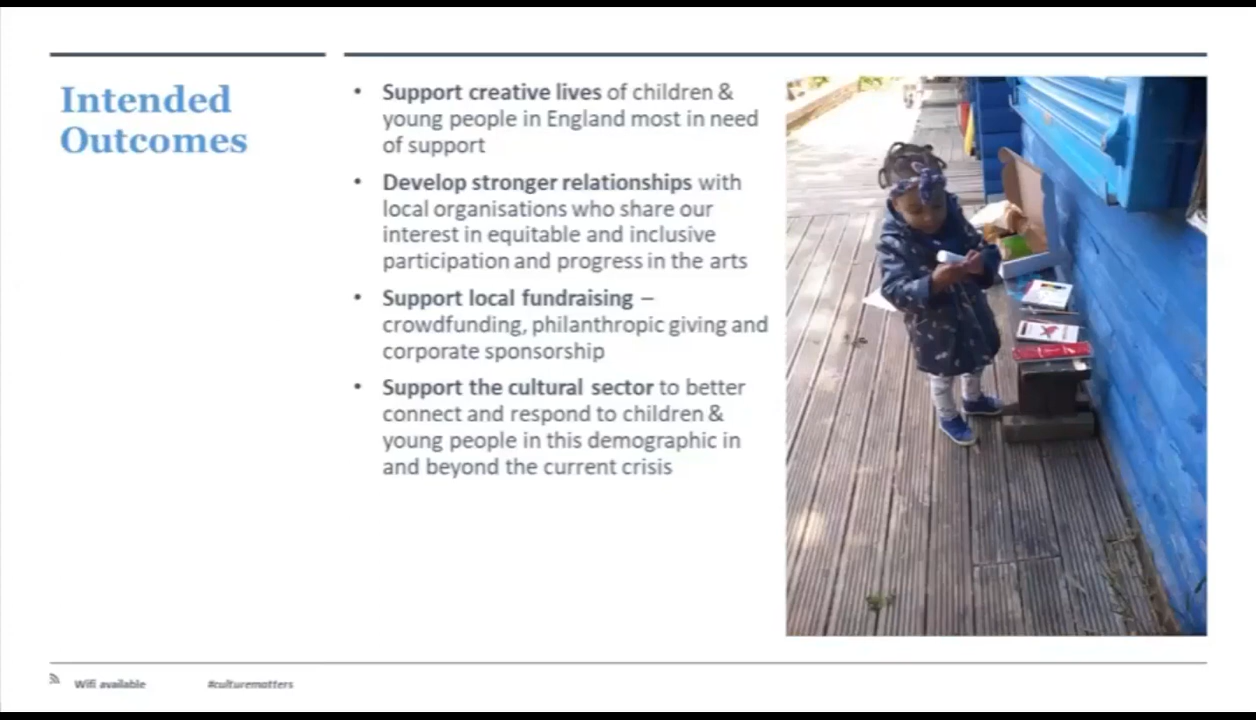 Intended
Outcomes
• Support creative lives of children &
young people in England most in need
of support
• Develop stronger relationships with
local organisations who share our
interest in equitable and inclusive
participation and progress in the arts
• Support local fundraising –
crowdfunding, philanthropic giving and
corporate sponsorship
• Support the cultural sector to better
connect and respond to children &
young people in this demographic in
and beyond the current crisis
Wifi available
#culturematters